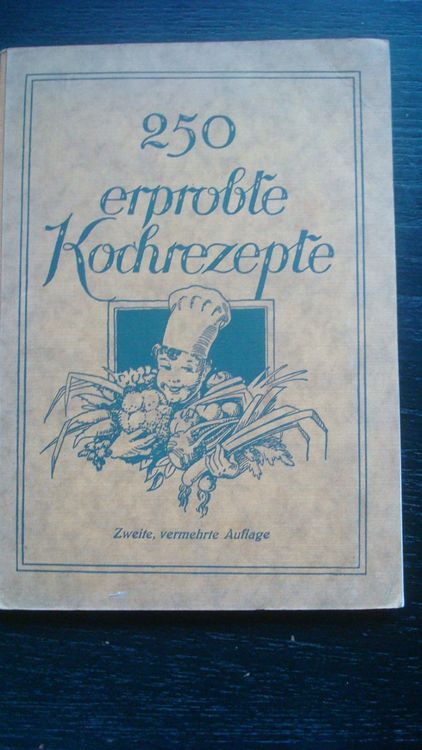 250
erprobte
Kochrezepte
Zweite, vermehrte Auflage